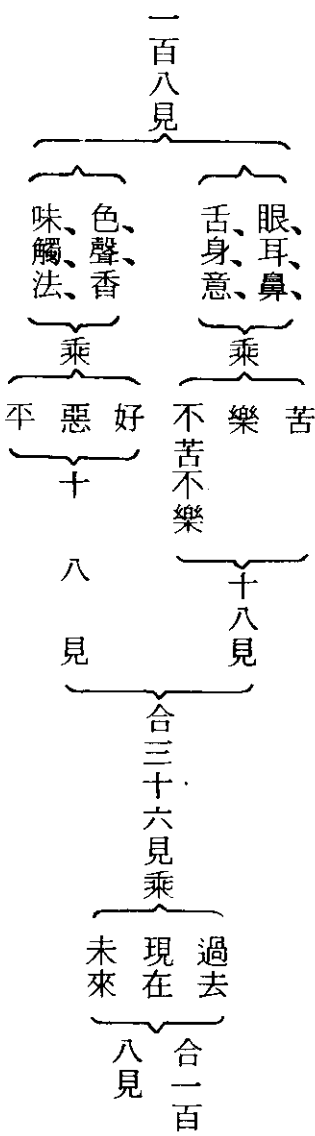 一百八見
眼、耳、鼻、
舌、身、意、
色、聲、香
味、觸、法、
乘
乘
苦
樂
不苦不樂
好
惡
平
十八見
十八見
合三十六見乘
過去
現在
未來
合一百
八見